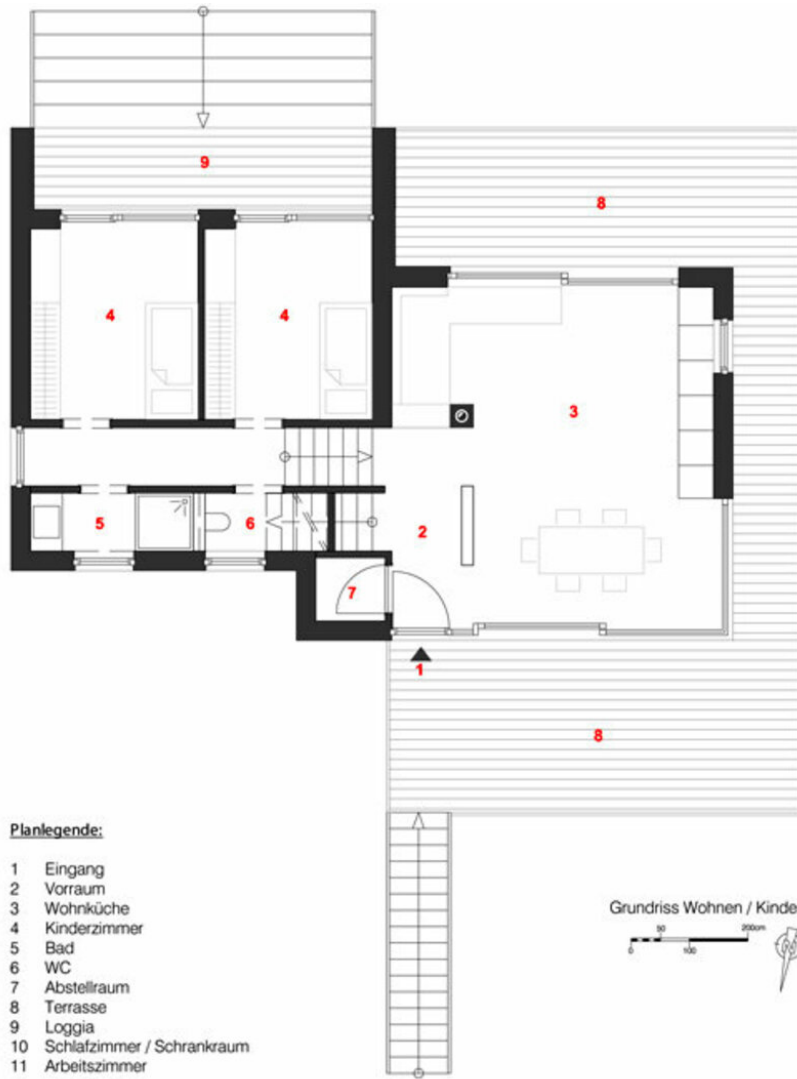 9
8
4
4
3
5
6
2
7
1
8
Planlegende:
1 Eingang
2 Vorraum
3 Wohnküche
4 Kinderzimmer
5 Bad
6 WC
7 Abstellraum
8 Terrasse
9 Loggia
10 Schlafzimmer / Schrankraum
11 Arbeitszimmer
Grundriss Wohnen / Kinde
50 200cm
0 100